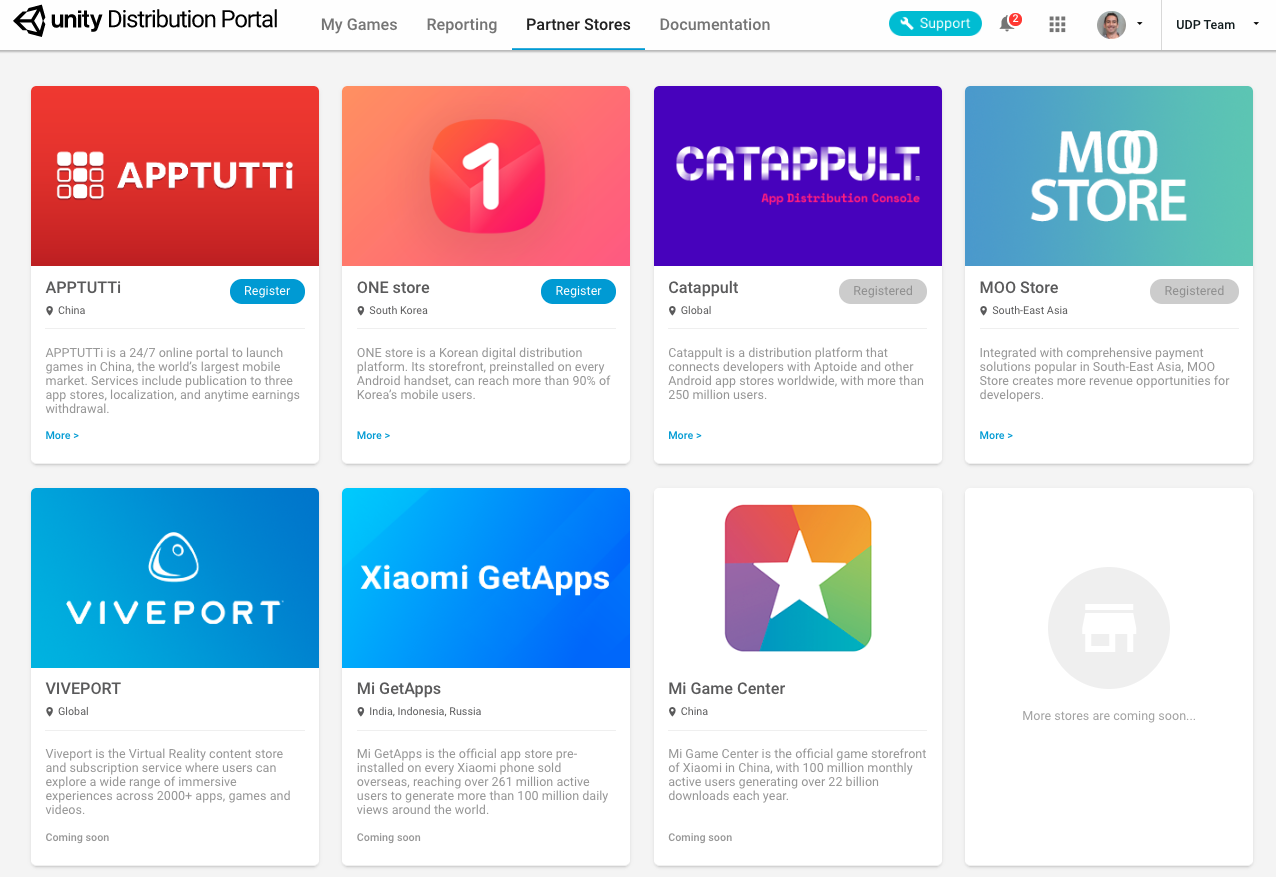 unity Distribution Portal
My Games
Reporting
Partner Stores
Documentation
Support
2
UDP Team
APPTUTTi
1
CATAPPULT.
App Distribution Console
MOO
STORE
APPTUTTi
Register
China
APPTUTTi is a 24/7 online portal to launch
games in China, the world's largest mobile
market. Services include publication to three
app stores, localization, and anytime earnings
withdrawal.
More >
ONE store
Register
South Korea
ONE store is a Korean digital distribution
platform. Its storefront, preinstalled on every
Android handset, can reach more than 90% of
Korea's mobile users.
More >
Catappult
Registered
Global
Catappult is a distribution platform that
connects developers with Aptoide and other
Android app stores worldwide, with more than
250 million users.
More >
MOO Store
Registered
South-East Asia
Integrated with comprehensive payment
solutions popular in South-East Asia, MOO
Store creates more revenue opportunities for
developers.
More >
VIVEPORT
Xiaomi GetApps
VIVEPORT
Global
Viveport is the Virtual Reality content store
and subscription service where users can
explore a wide range of immersive
experiences across 2000+ apps, games and
videos.
Coming soon
Mi GetApps
India, Indonesia, Russia
Mi GetApps is the official app store pre-
installed on every Xiaomi phone sold
overseas, reaching over 261 million active
users to generate more than 100 million daily
views around the world.
Coming soon
Mi Game Center
China
Mi Game Center is the official game storefront
of Xiaomi in China, with 100 million monthly
active users generating over 22 billion
downloads each year.
Coming soon
More stores are coming soon...